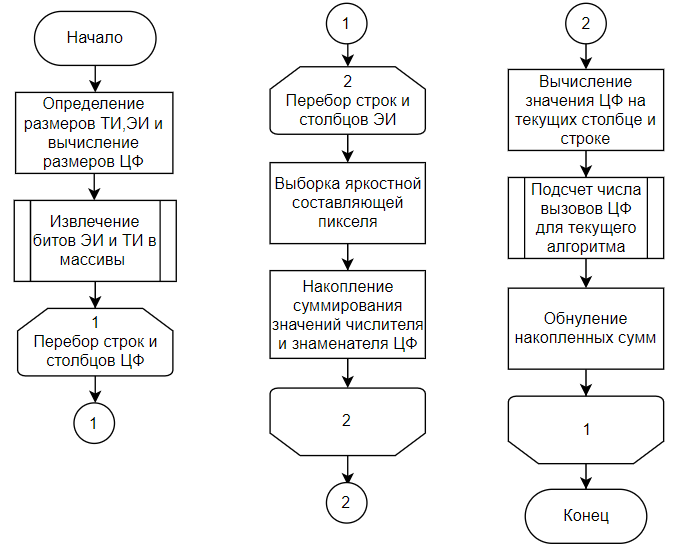 Начало
Определение
размеров ТИ,ЭИ и
вычисление
размеров ЦФ
Извлечение
битов ЭИ и ТИ в
массивы
1
Перебор строк и
столбцов ЦФ
1
1
2
Перебор строк и
столбцов ЭИ
Выборка яркостной
составляющей
пикселя
Накопление
суммирования
значений числителя
и знаменателя ЦФ
2
2
2
Вычисление
значения ЦФ на
текущих столбце и
строке
Подсчет числа
вызовов ЦФ
для текущего
алгоритма
Обнуление
накопленных сумм
1
Конец